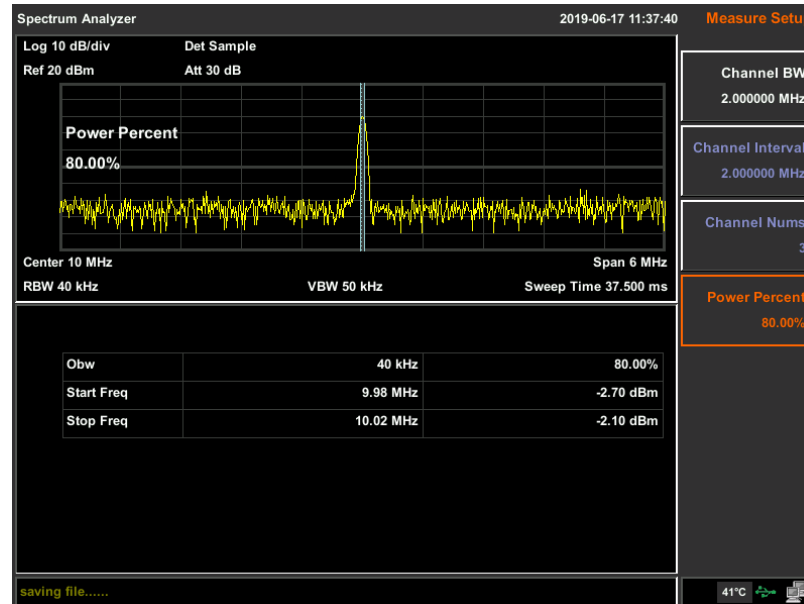 Spectrum Analyzer 2019-06-17 11:37:40 Measure Setu
Log 10 dB/div Det Sample
Ref 20 dBm Att 30 dB
Channel BW
2.000000 MHz
Power Percent
80.00%
Channel Interval
2.000000 MHz
Channel Nums
3
Center 10 MHz Span 6 MHz
RBW 40 kHz VBW 50 kHz Sweep Time 37.500 ms
Power Percent
80.00%
Obw 40 kHz 80.00%
Start Freq 9.98 MHz -2.70 dBm
Stop Freq 10.02 MHz -2.10 dBm
saving file...... 41°C